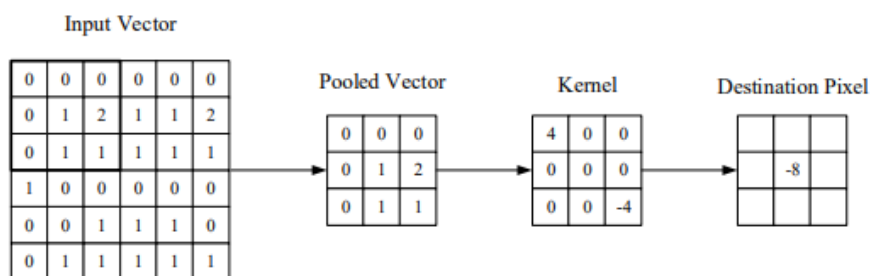 Input Vector
Pooled Vector
Kernel
Destination Pixel
0 0 0 0 0 0
0 1 2 1 1 2
0 1 1 1 1 1
1 0 0 0 0 0
0 0 1 1 1 0
0 1 1 1 1 1
0 0 0
0 1 2
0 1 1
4 0 0
0 0 0
0 0 -4
-8